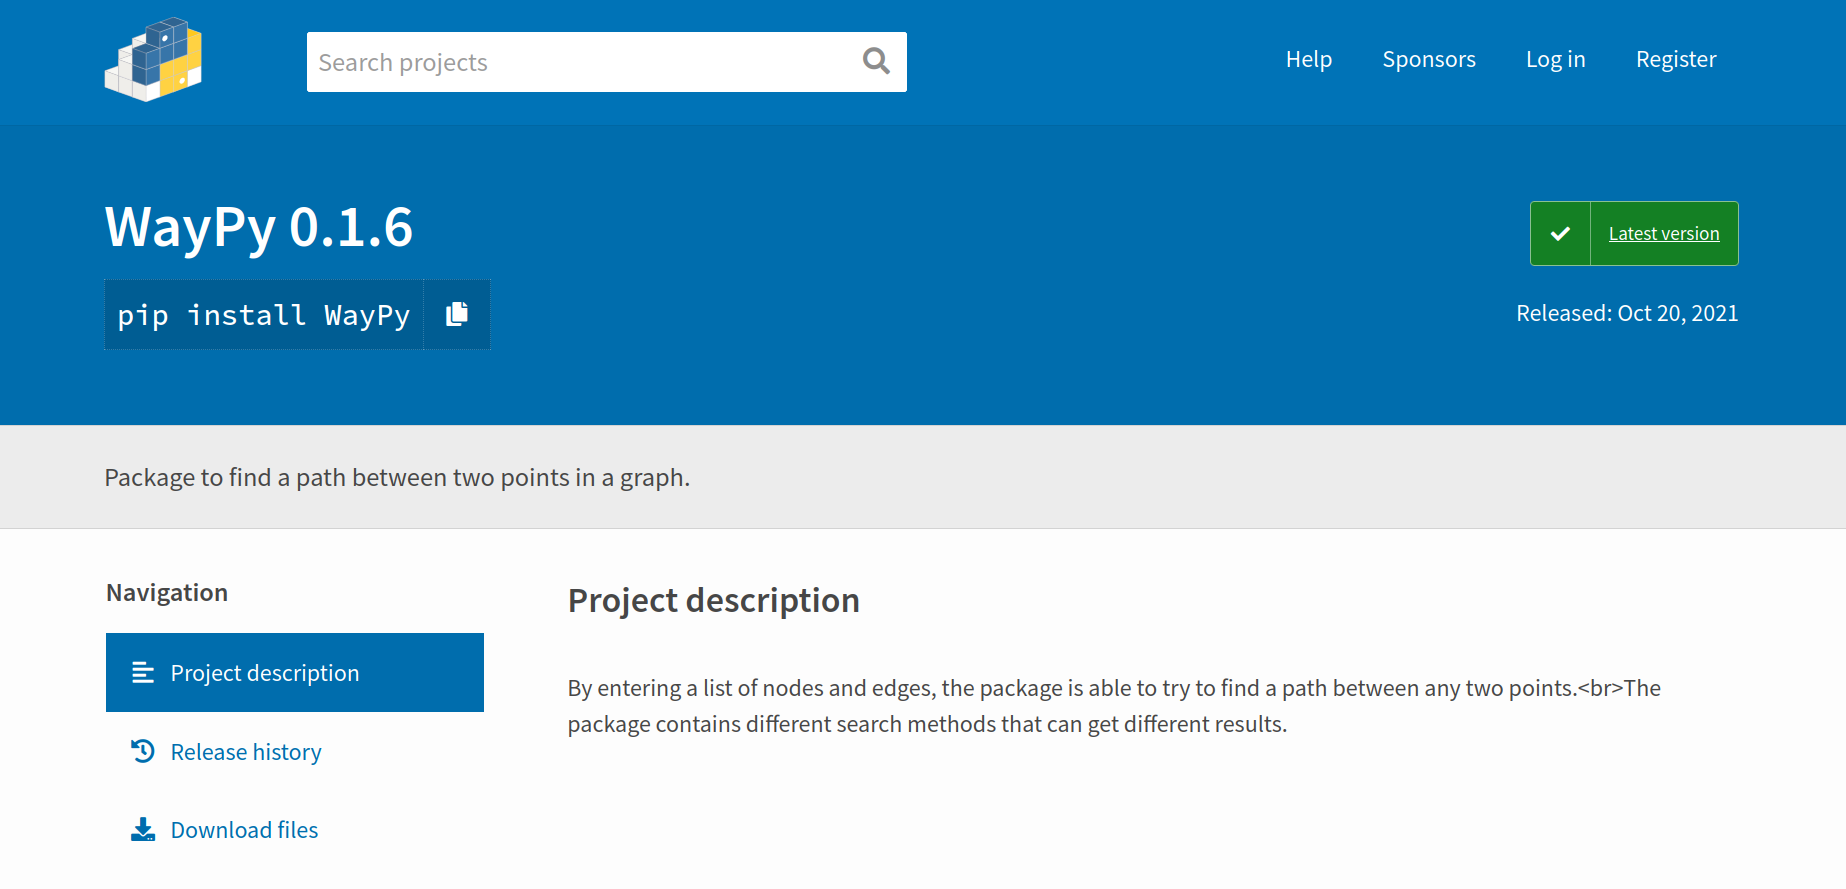 Search projects
Help
Sponsors
Log in
Register
WayPy 0.1.6
pip install WayPy
Latest version
Released: Oct 20, 2021
Package to find a path between two points in a graph.
Navigation
Project description
Release history
Download files
Project description
By entering a list of nodes and edges, the package is able to try to find a path between any two points.<br>The
package contains different search methods that can get different results.